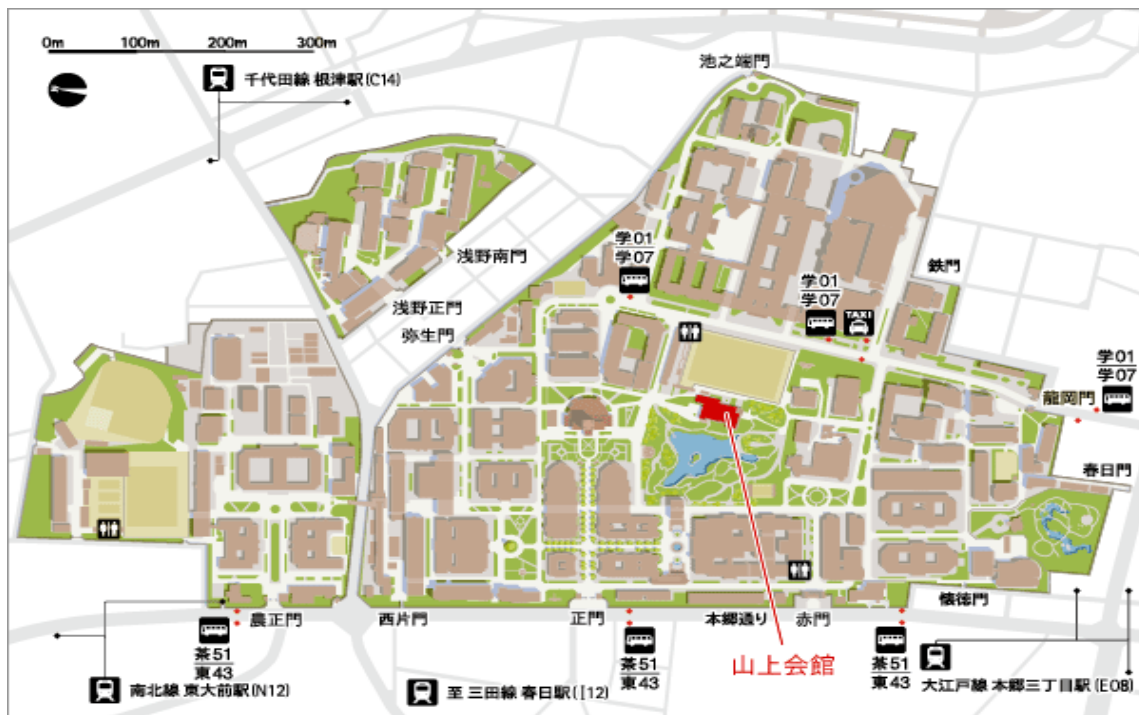 0m 100m 200m 300m
千代田線 根津駅(C14)
池之端門
浅野南門
学01
学07
学01
学07
TAXI
鉄門
浅野正門
弥生門
学01
学07
龍岡門
春日門
農正門
西片門
正門
本郷通り
赤門
懐徳門
茶51
東43
茶51
東43
茶51
東43
山上会館
南北線 東大前駅(N12)
至 三田線 春日駅([12)
大江戸線 本郷三丁目駅(E08)